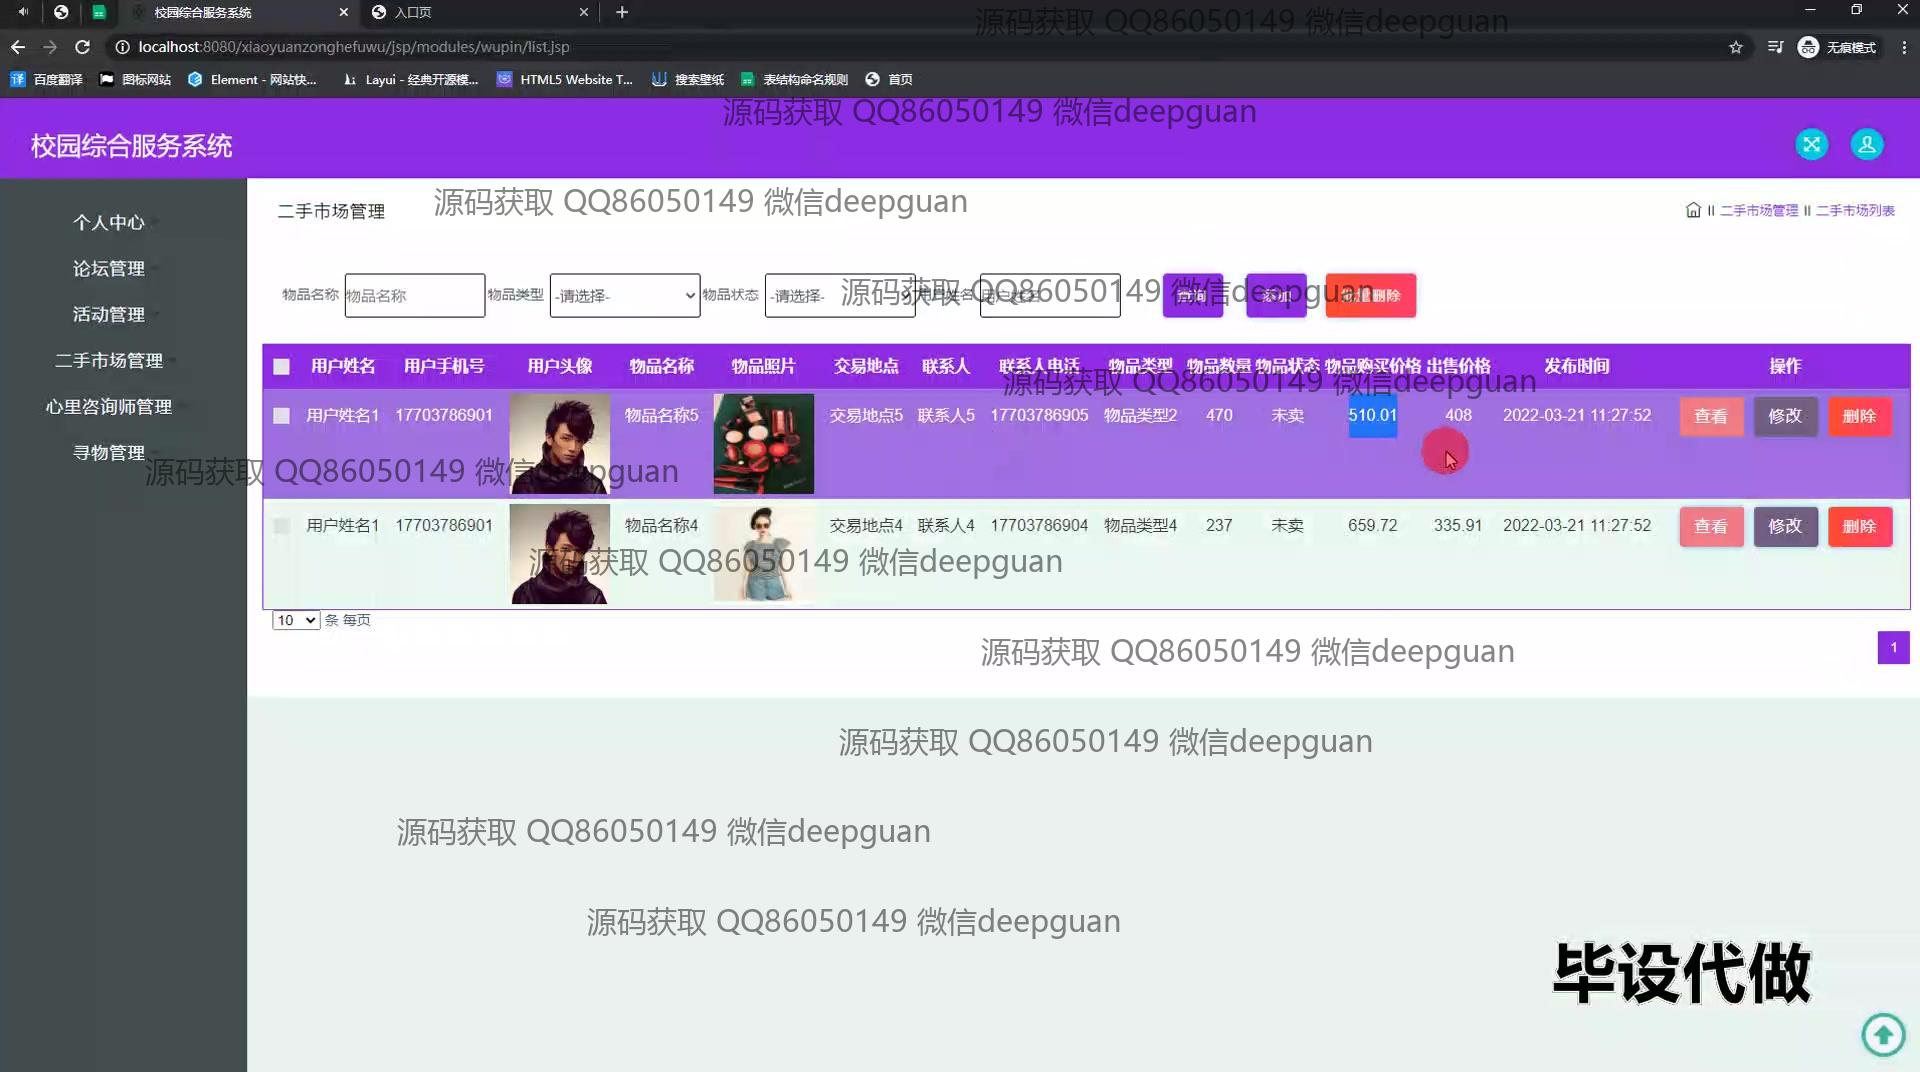 校园综合服务系统
入口页
源码获取 QQ86050149 微信deepguan
localhost:8080/xiaoyuanzonghefuwu/jsp/modules/wupin/list.jsp
无痕模式
百度翻译 图标网站 Element - 网站快... Layui - 经典开源模... HTML5 Website T... 搜索壁纸 表结构命名规则 首页
源码获取 QQ86050149 微信deepguan
校园综合服务系统
个人中心
论坛管理
活动管理
二手市场管理
心里咨询师管理
寻物管理
二手市场管理
源码获取 QQ86050149 微信deepguan
二手市场管理 二手市场列表
物品名称 物品名称 物品类型 -请选择- 物品状态 -请选择- 用户姓名 用户姓名 查询 添加 批量删除
源码获取 QQ86050149 微信deepguan
用户姓名 用户手机号 用户头像 物品名称 物品照片 交易地点 联系人 联系人电话 物品类型 物品数量 物品状态 物品购买价格 出售价格 发布时间 操作
源码获取 QQ86050149 微信deepguan
用户姓名1 17703786901 物品名称5 交易地点5 联系人5 17703786905 物品类型2 470 未卖 510.01 408 2022-03-21 11:27:52 查看 修改 删除
源码获取 QQ86050149 微信deepguan
用户姓名1 17703786901 物品名称4 交易地点4 联系人4 17703786904 物品类型4 237 未卖 659.72 335.91 2022-03-21 11:27:52 查看 修改 删除
源码获取 QQ86050149 微信deepguan
10 条 每页
源码获取 QQ86050149 微信deepguan
1
源码获取 QQ86050149 微信deepguan
源码获取 QQ86050149 微信deepguan
源码获取 QQ86050149 微信deepguan
毕设代做